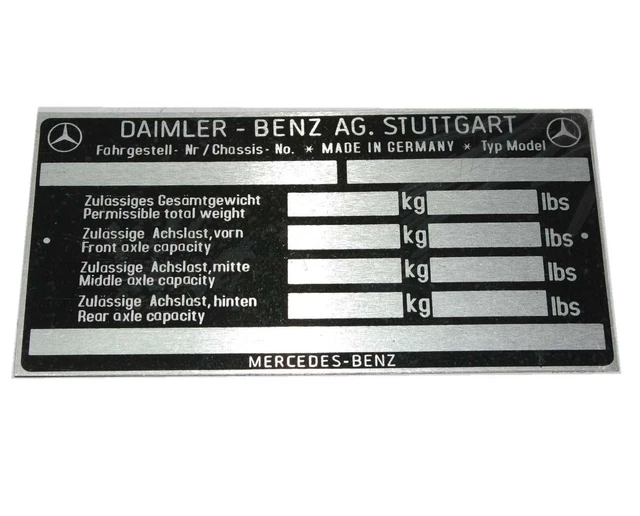 DAIMLER - BENZ AG. STUTTGART
Fahrgestell- Nr / Chassis- No. * MADE IN GERMANY * Typ Model
Zulässiges Gesämtgewicht kg lbs
Permissible total weight
Zulässige Achslast, vorn kg lbs
Front axle capacity
Zulässige Achslast, mitte kg lbs
Middle axle capacity
Zulässige Achslast, hinten kg lbs
Rear axle capacity
MERCEDES-BENZ